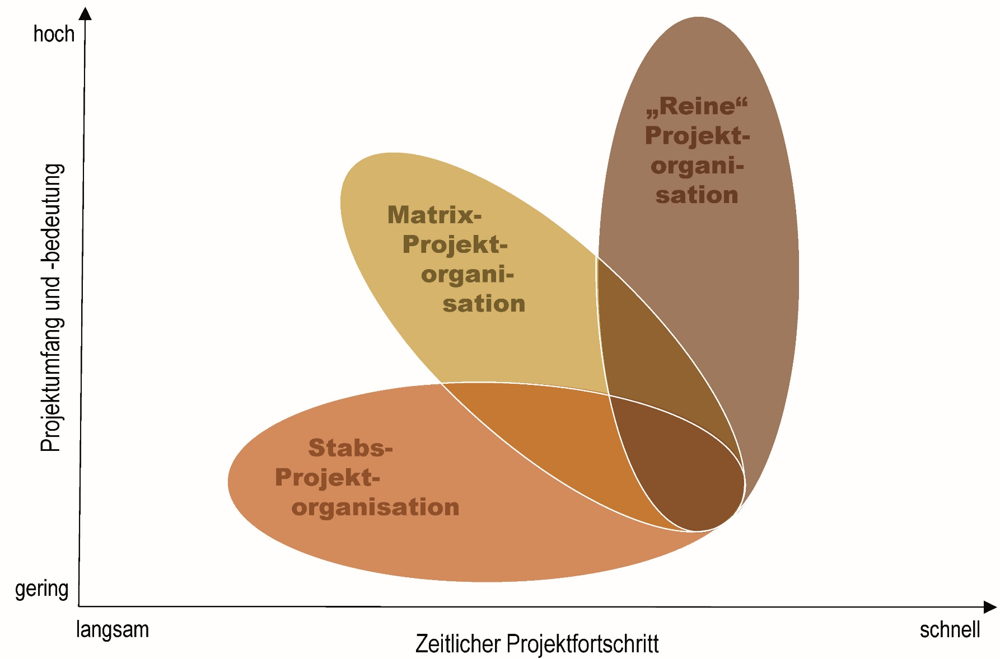 hoch
Projektumfang und -bedeutung
gering
„Reine“
Projekt-
organi-
sation
Matrix-
Projekt-
organi-
sation
Stabs-
Projekt-
organisation
langsam
Zeitlicher Projektfortschritt
schnell